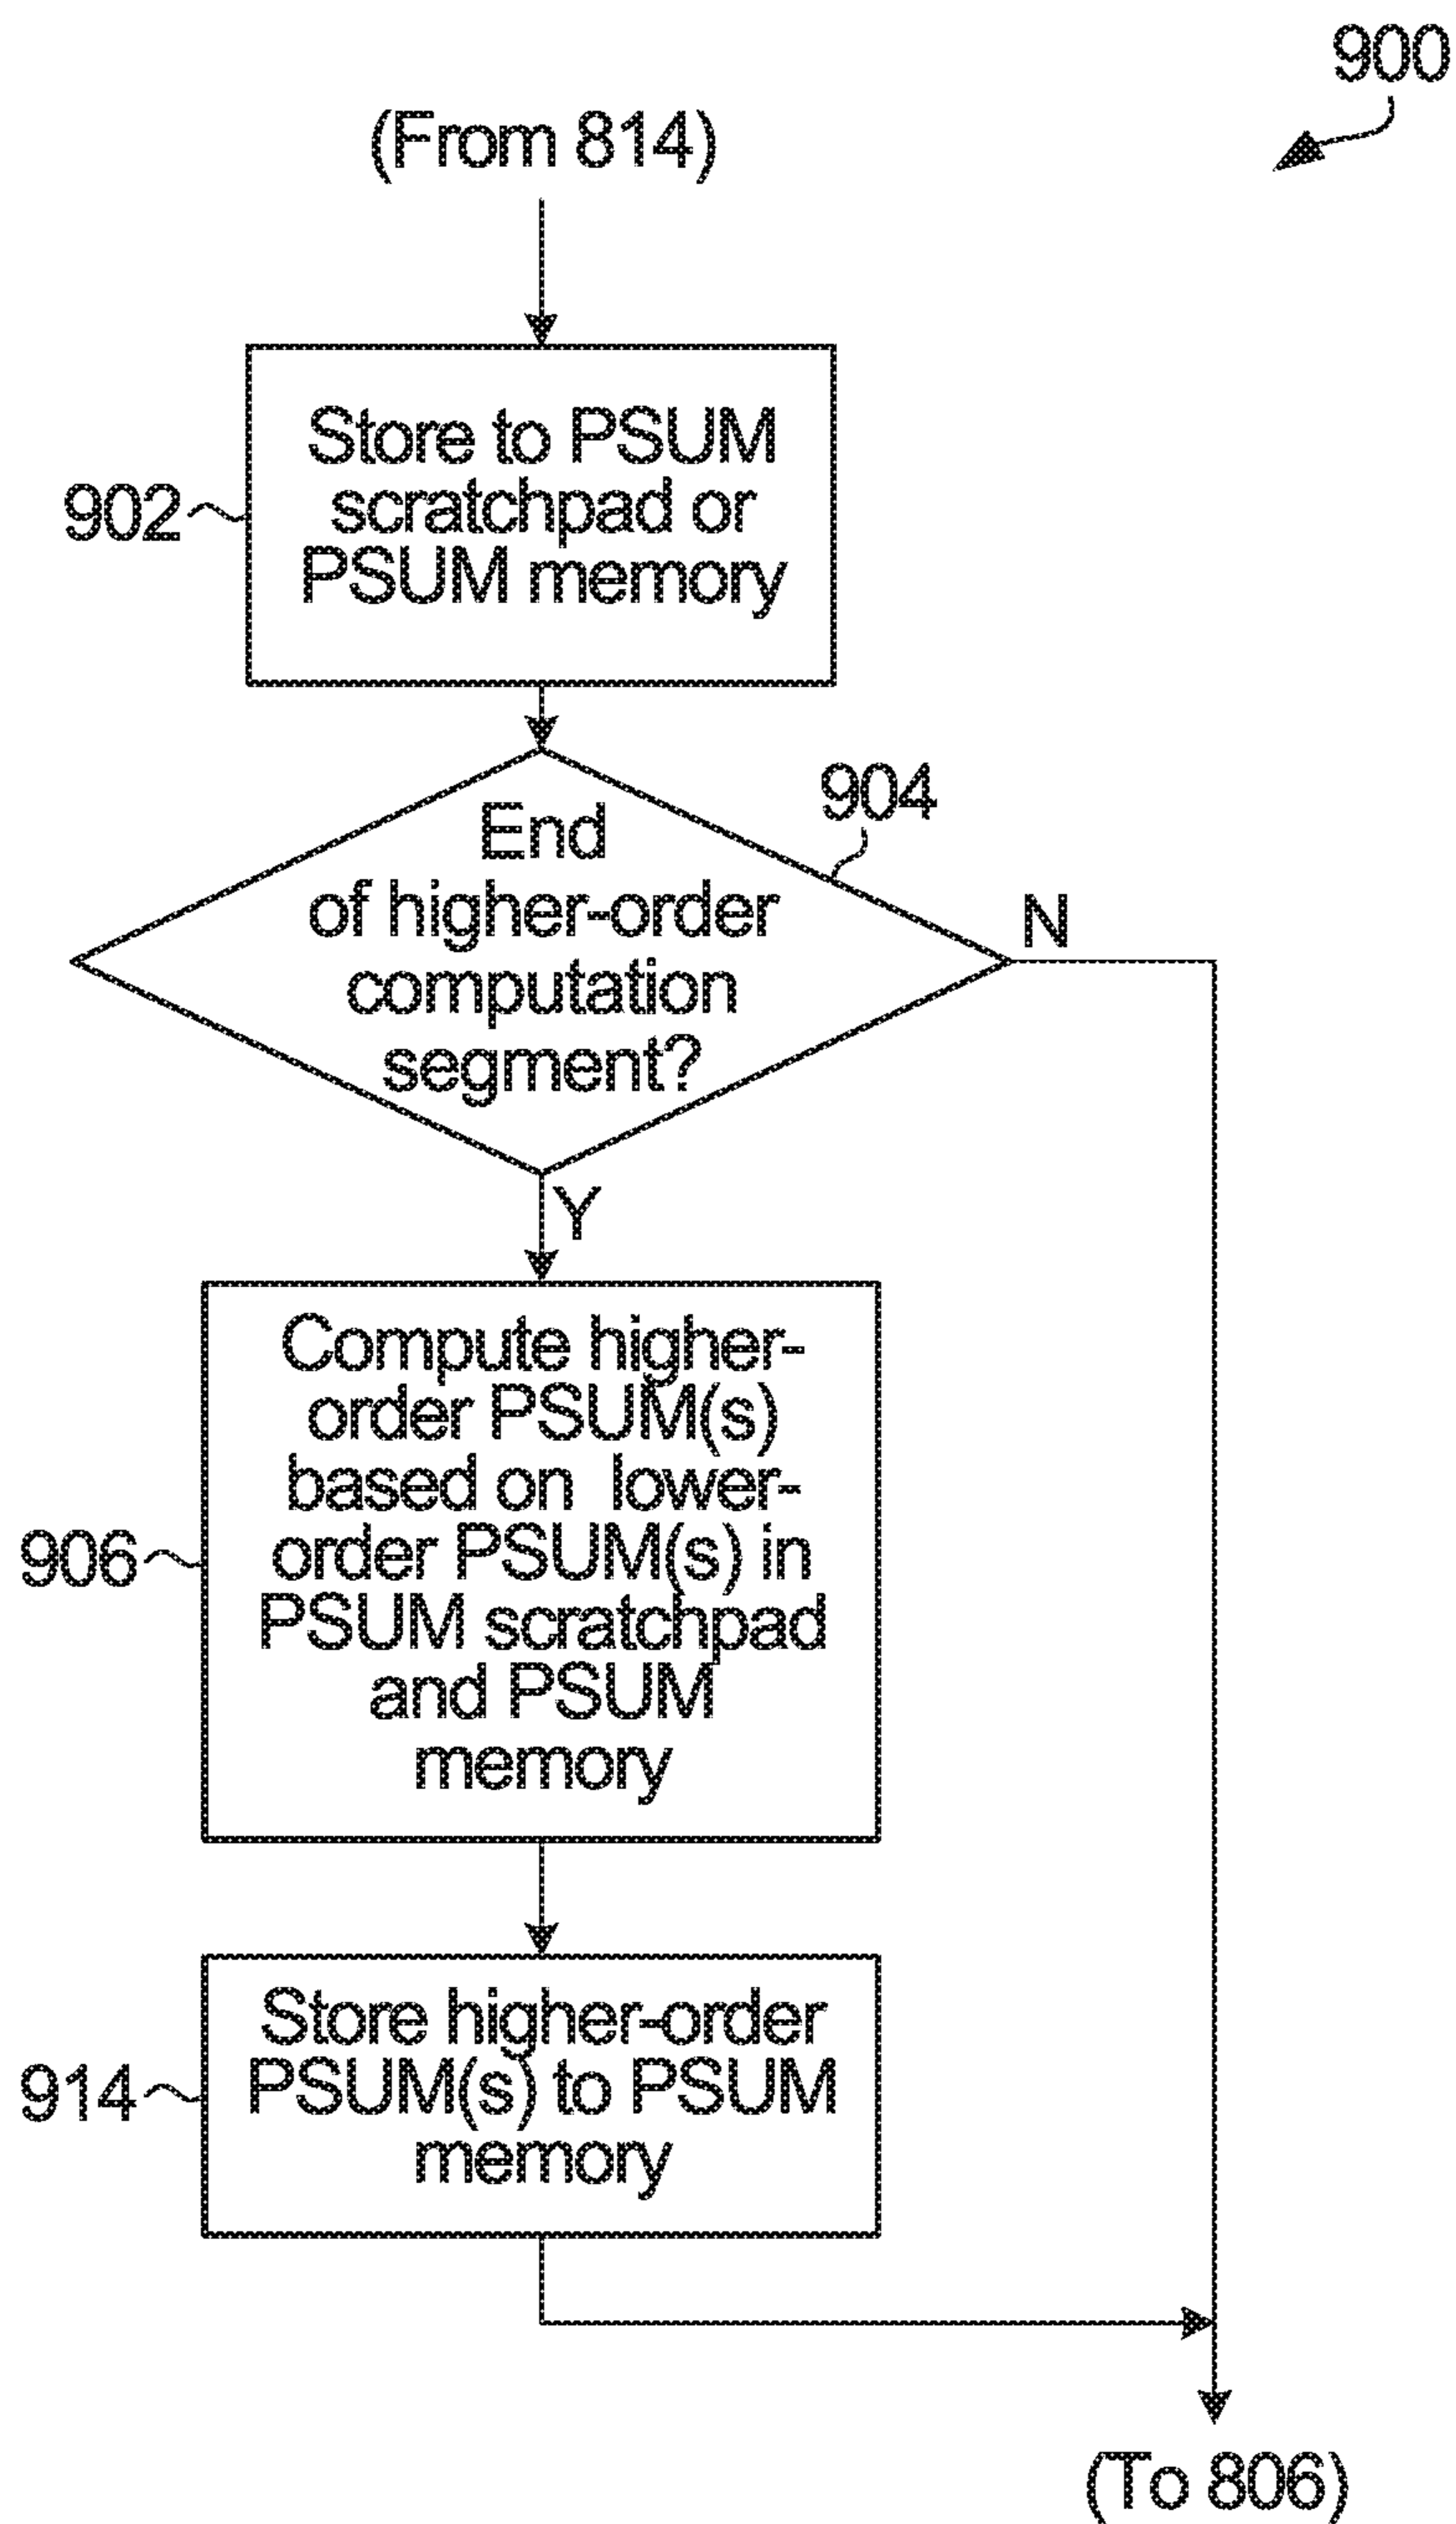 900
(From 814)
Store to PSUM
scratchpad or
PSUM memory
902
End
of higher-order
computation
segment?
904
N
Y
Compute higher-
order PSUM(s)
based on lower-
order PSUM(s) in
PSUM scratchpad
and PSUM
memory
906
Store higher-order
PSUM(s) to PSUM
memory
914
(To 806)